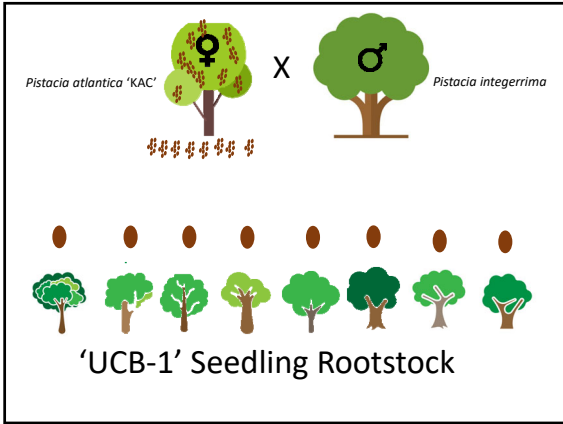 ♀
X
♂
Pistacia atlantica ‘KAC’
Pistacia integerrima
‘UCB-1’ Seedling Rootstock